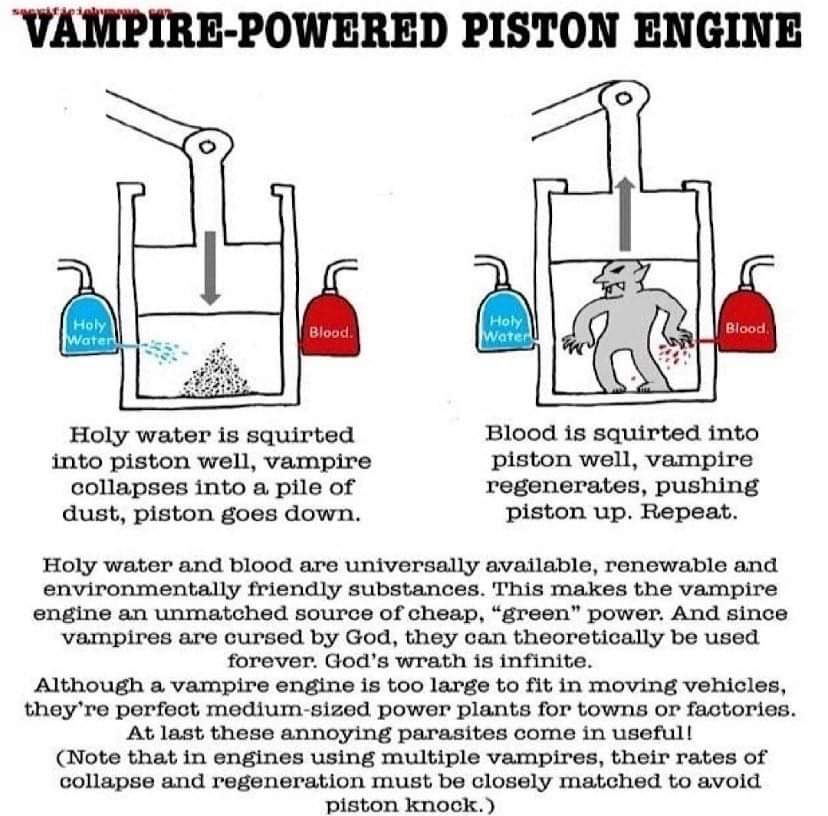 VAMPIRE-POWERED PISTON ENGINE
Holy
Water
Blood.
Holy
Water
Blood.
Holy water is squirted
into piston well, vampire
collapses into a pile of
dust, piston goes down.
Blood is squirted into
piston well, vampire
regenerates, pushing
piston up. Repeat.
Holy water and blood are universally available, renewable and
environmentally friendly substances. This makes the vampire
engine an unmatched source of cheap, “green” power. And since
vampires are cursed by God, they can theoretically be used
forever. God’s wrath is infinite.
Although a vampire engine is too large to fit in moving vehicles,
they’re perfect medium-sized power plants for towns or factories.
At last these annoying parasites come in useful!
(Note that in engines using multiple vampires, their rates of
collapse and regeneration must be closely matched to avoid
piston knock.)